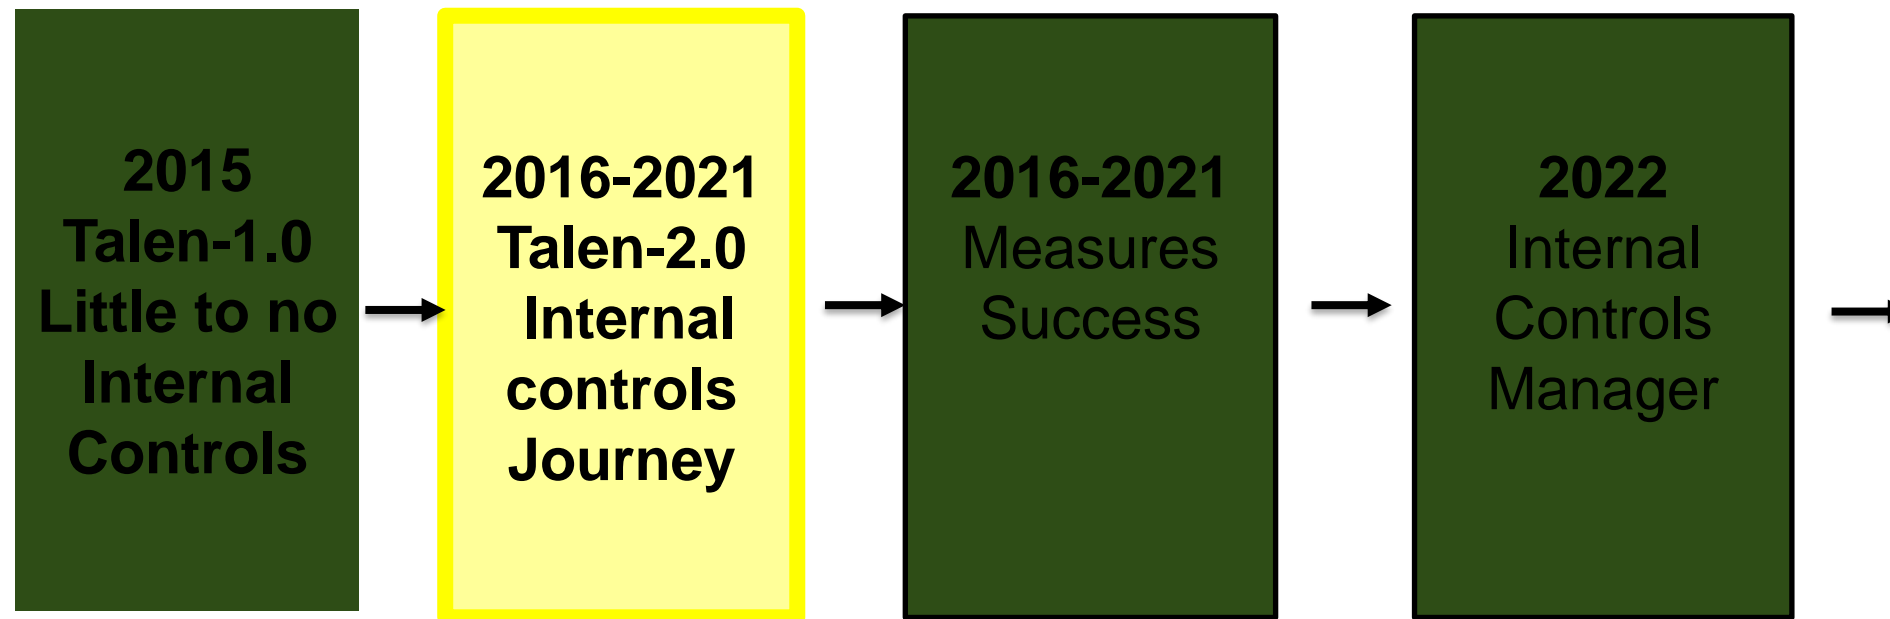 2015
Talen-1.0
Little to no
Internal
Controls
2016-2021
Talen-2.0
Internal
controls
Journey
2016-2021
Measures
Success
2022
Internal
Controls
Manager